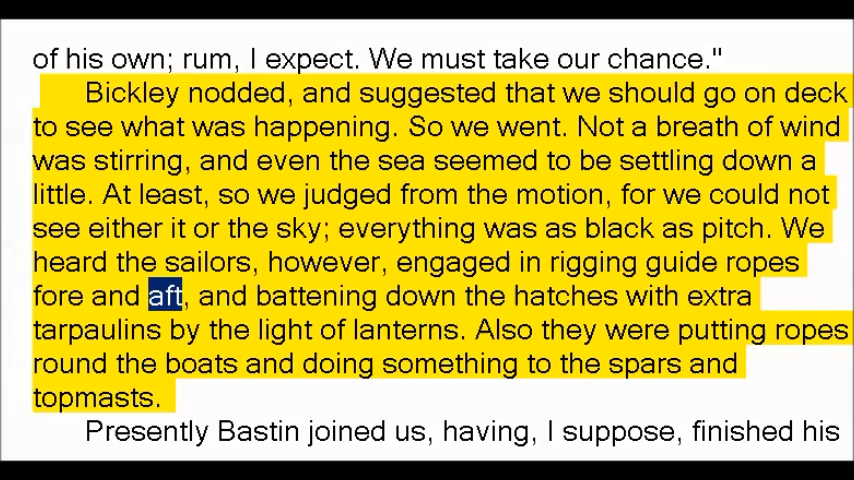 of his own; rum, I expect. We must take our chance."
Bickley nodded, and suggested that we should go on deck
to see what was happening. So we went. Not a breath of wind
was stirring, and even the sea seemed to be settling down a
little. At least, so we judged from the motion, for we could not
see either it or the sky; everything was as black as pitch. We
heard the sailors, however, engaged in rigging guide ropes
fore and aft, and battening down the hatches with extra
tarpaulins by the light of lanterns. Also they were putting ropes
round the boats and doing something to the spars and
topmasts.
Presently Bastin joined us, having, I suppose, finished his